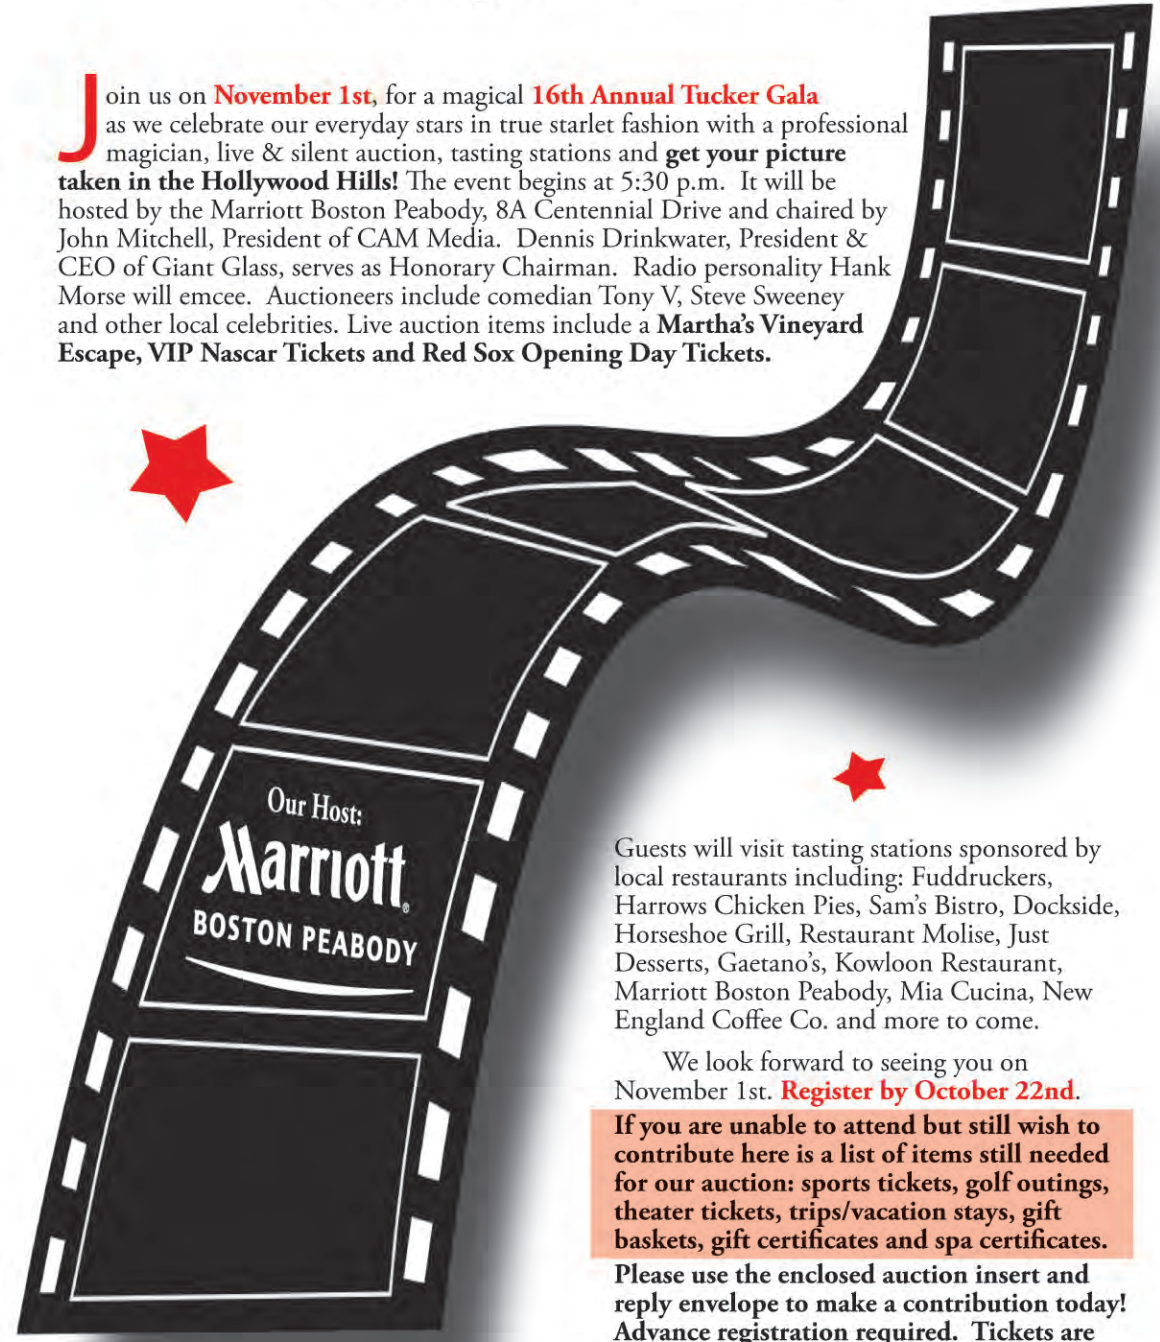 Join us on November 1st, for a magical 16th Annual Tucker Gala
as we celebrate our everyday stars in true starlet fashion with a professional
magician, live & silent auction, tasting stations and get your picture
taken in the Hollywood Hills! The event begins at 5:30 p.m.  It will be
hosted by the Marriott Boston Peabody, 8A Centennial Drive and chaired by
John Mitchell, President of CAM Media.  Dennis Drinkwater, President &
CEO of Giant Glass, serves as Honorary Chairman.  Radio personality Hank
Morse will emcee.  Auctioneers include comedian Tony V, Steve Sweeney
and other local celebrities. Live auction items include a Martha's Vineyard
Escape, VIP Nascar Tickets and Red Sox Opening Day Tickets.
Our Host:
Marriott®
BOSTON PEABODY
Guests will visit tasting stations sponsored by
local restaurants including: Fuddruckers,
Harrows Chicken Pies, Sam's Bistro, Dockside,
Horseshoe Grill, Restaurant Molise, Just
Desserts, Gaetano's, Kowloon Restaurant,
Marriott Boston Peabody, Mia Cucina, New
England Coffee Co. and more to come.
We look forward to seeing you on
November 1st. Register by October 22nd.
If you are unable to attend but still wish to
contribute here is a list of items still needed
for our auction: sports tickets, golf outings,
theater tickets, trips/vacation stays, gift
baskets, gift certificates and spa certificates.
Please use the enclosed auction insert and
reply envelope to make a contribution today!
Advance registration required.  Tickets are